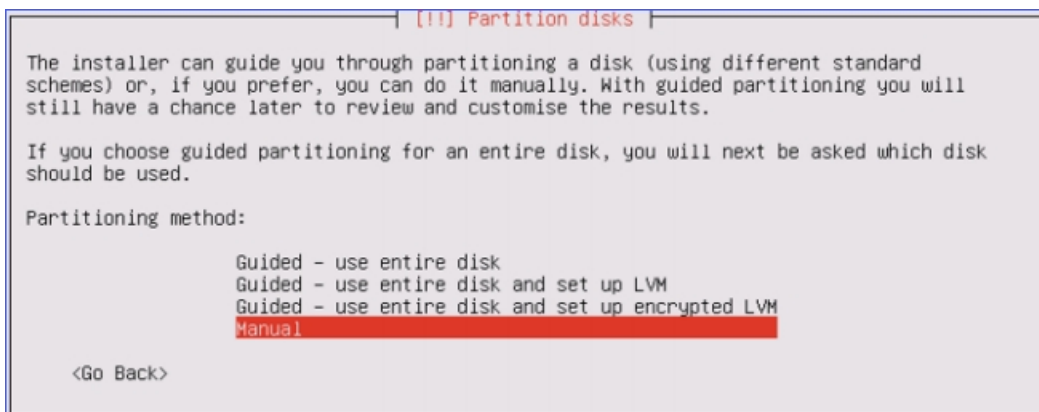 [!!] Partition disks
The installer can guide you through partitioning a disk (using different standard
schemes) or, if you prefer, you can do it manually. With guided partitioning you will
still have a chance later to review and customise the results.
If you choose guided partitioning for an entire disk, you will next be asked which disk
should be used.
Partitioning method:
Guided - use entire disk
Guided - use entire disk and set up LVM
Guided - use entire disk and set up encrypted LVM
Manual
<Go Back>